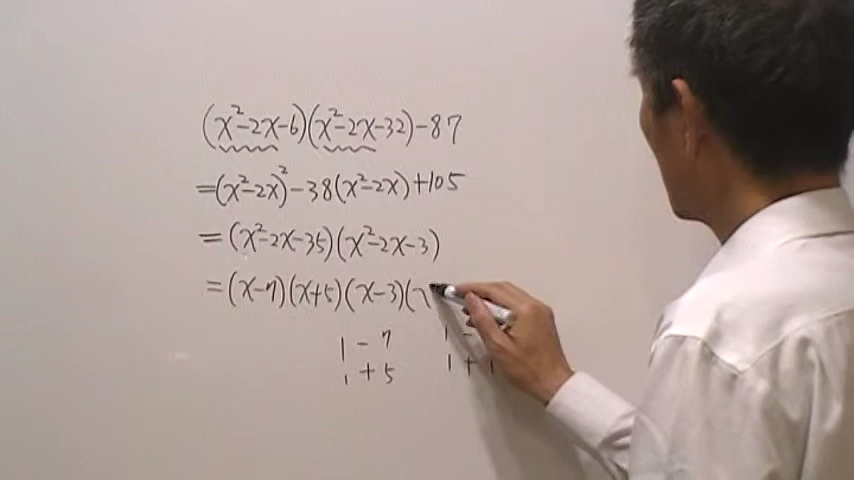 (x²-2x-6)(x²-2x-32)-87
=(x²-2x)²-38(x²-2x)+105
=(x²-2x-35)(x²-2x-3)
=(x-7)(x+5)(x-3)(x
1 - 7 1 -
1 + 5 1 + 1